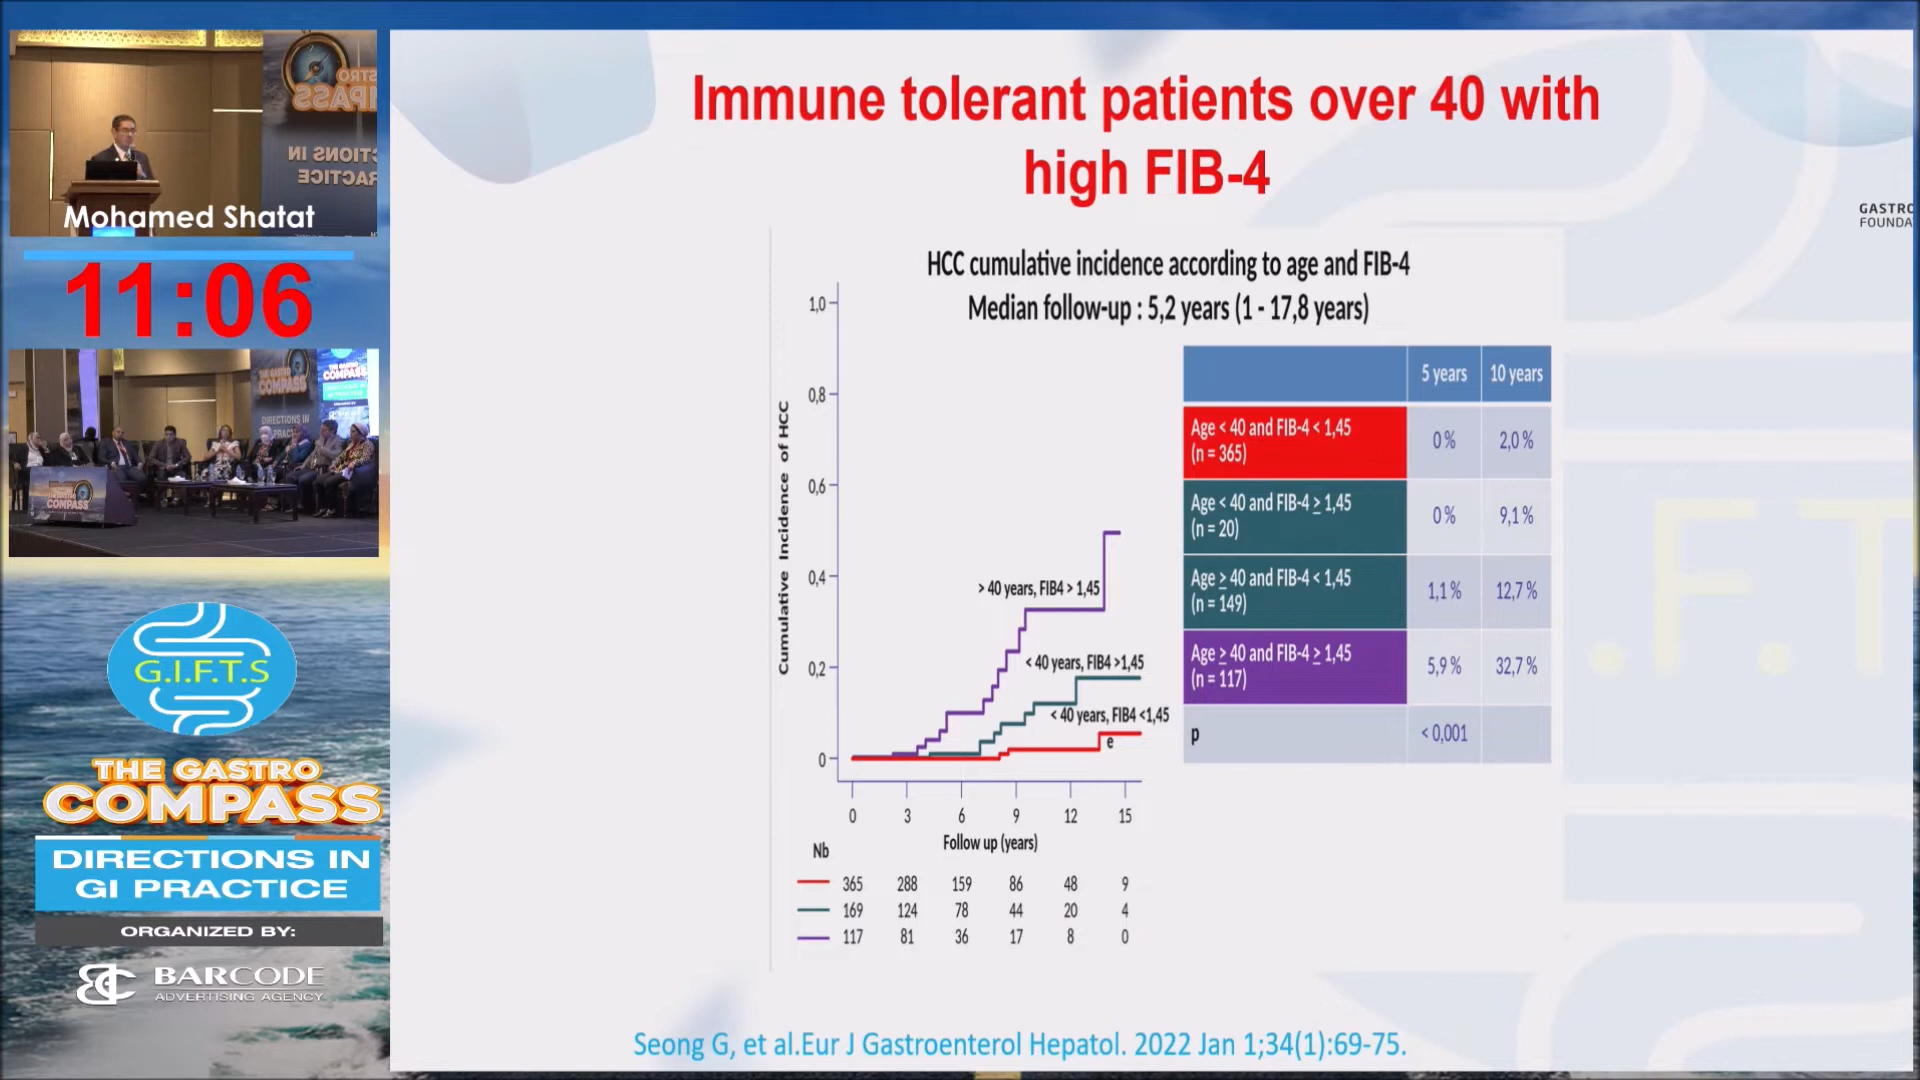 Immune tolerant patients over 40 with
high FIB-4
GASTRO
FOUNDA
HCC cumulative incidence according to age and FIB-4
Median follow-up : 5,2 years (1 - 17,8 years)
Cumulative Incidence of HCC
1,0
0,8
0,6
0,4
0,2
0
> 40 years, FIB4 > 1,45
< 40 years, FIB4 >1,45
< 40 years, FIB4 <1,45
e
0 3 6 9 12 15
Follow up (years)
Nb
365 288 159 86 48 9
169 124 78 44 20 4
117 81 36 17 8 0
5 years 10 years
Age < 40 and FIB-4 < 1,45
(n = 365)
0 % 2,0 %
Age < 40 and FIB-4 ≥ 1,45
(n = 20)
0 % 9,1 %
Age ≥ 40 and FIB-4 < 1,45
(n = 149)
1,1 % 12,7 %
Age ≥ 40 and FIB-4 ≥ 1,45
(n = 117)
5,9 % 32,7 %
p < 0,001
Seong G, et al.Eur J Gastroenterol Hepatol. 2022 Jan 1;34(1):69-75.
.F.T
Mohamed Shatat
11:06
COMPASS
G.I.F.T.S
THE GASTRO
COMPASS
DIRECTIONS IN
GI PRACTICE
ORGANIZED BY:
BARCODE
ADVERTISING AGENCY